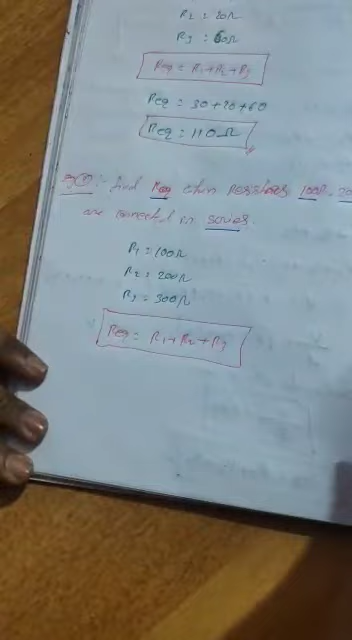 R2 = 20Ω
R3 = 60Ω
Req = R1+R2+R3
Req = 30+20+60
Req = 110Ω
find Req when Resistors 100Ω, 20
are connected in series.
R1 = 100Ω
R2 = 200Ω
R3 = 300Ω
Req = R1+R2+R3